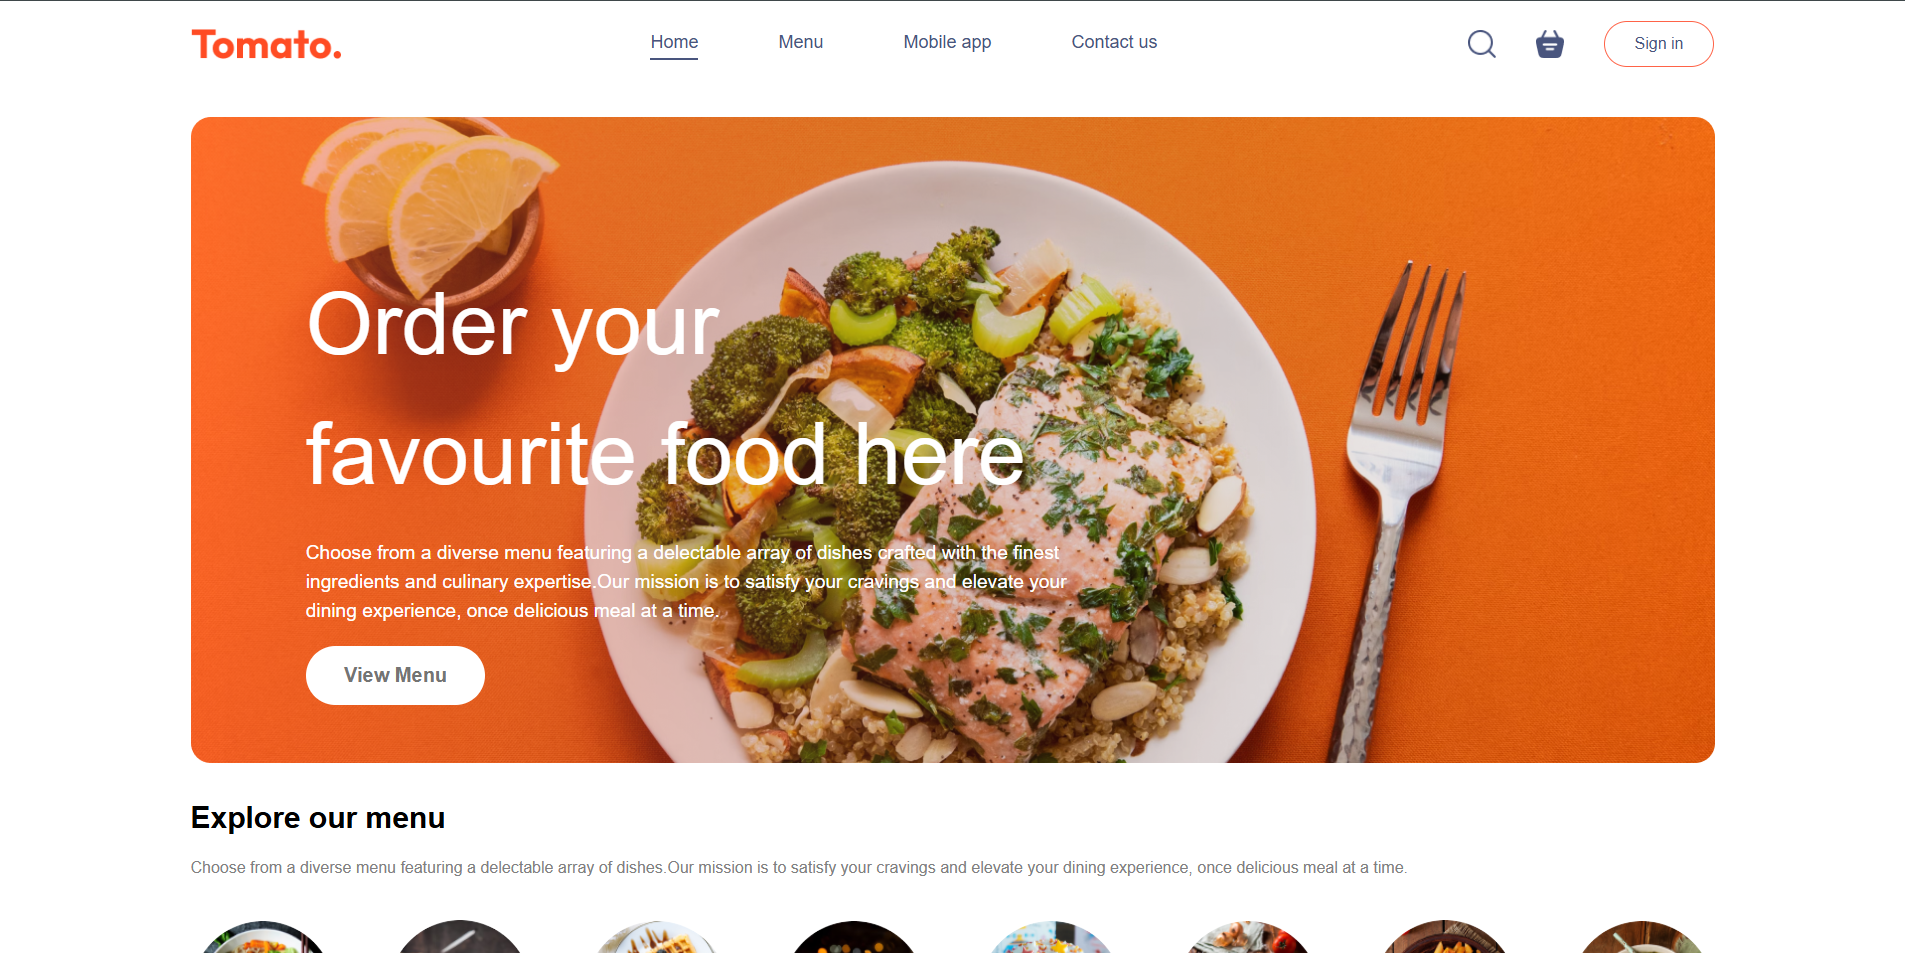 Tomato.
Home
Menu
Mobile app
Contact us
Sign in
Order your
favourite food here
Choose from a diverse menu featuring a delectable array of dishes crafted with the finest
ingredients and culinary expertise.Our mission is to satisfy your cravings and elevate your
dining experience, once delicious meal at a time.
View Menu
Explore our menu
Choose from a diverse menu featuring a delectable array of dishes.Our mission is to satisfy your cravings and elevate your dining experience, once delicious meal at a time.